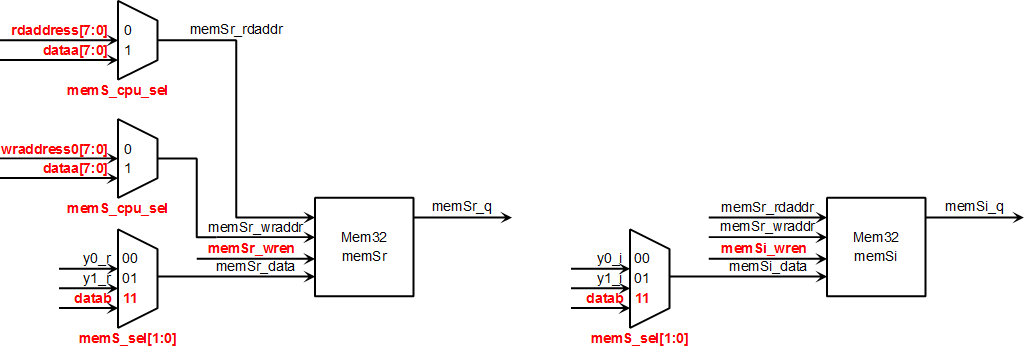 rdaddress[7:0]
0
memSr_rdaddr
dataa[7:0]
1
memS_cpu_sel
wraddress0[7:0]
0
dataa[7:0]
1
memS_cpu_sel
memSr_wraddr
memSr_wren
memSr_data
Mem32
memSr
memSr_q
y0_r
00
y1_r
01
datab
11
memS_sel[1:0]
memSr_rdaddr
memSr_wraddr
memSi_wren
memSi_data
Mem32
memSi
memSi_q
y0_i
00
y1_i
01
datab
11
memS_sel[1:0]